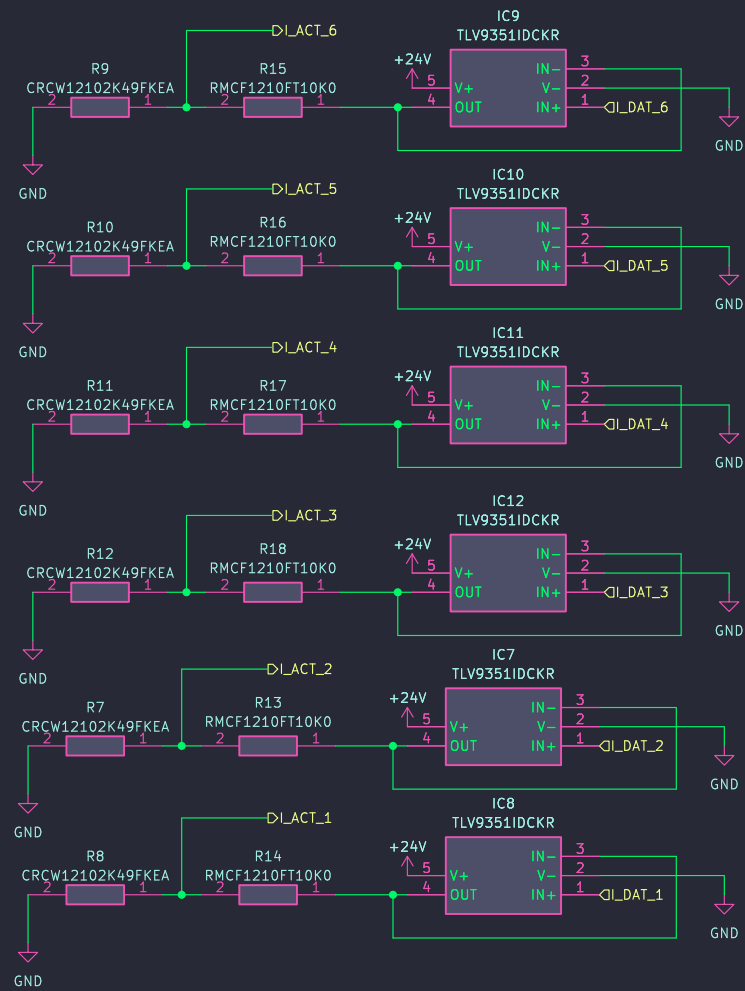 IC9
TLV9351IDCKR
I_ACT_6
+24V
R9
CRCW12102K49FKEA
R15
RMCF1210FT10K0
2 1
2 1
5 V+
4 OUT
IN- 3
V- 2
IN+ 1
I_DAT_6
GND
GND
IC10
TLV9351IDCKR
I_ACT_5
+24V
R10
CRCW12102K49FKEA
R16
RMCF1210FT10K0
2 1
2 1
5 V+
4 OUT
IN- 3
V- 2
IN+ 1
I_DAT_5
GND
GND
IC11
TLV9351IDCKR
I_ACT_4
+24V
R11
CRCW12102K49FKEA
R17
RMCF1210FT10K0
2 1
2 1
5 V+
4 OUT
IN- 3
V- 2
IN+ 1
I_DAT_4
GND
GND
IC12
TLV9351IDCKR
I_ACT_3
+24V
R12
CRCW12102K49FKEA
R18
RMCF1210FT10K0
2 1
2 1
5 V+
4 OUT
IN- 3
V- 2
IN+ 1
I_DAT_3
GND
GND
IC7
TLV9351IDCKR
I_ACT_2
+24V
R7
CRCW12102K49FKEA
R13
RMCF1210FT10K0
2 1
2 1
5 V+
4 OUT
IN- 3
V- 2
IN+ 1
I_DAT_2
GND
GND
IC8
TLV9351IDCKR
I_ACT_1
+24V
R8
CRCW12102K49FKEA
R14
RMCF1210FT10K0
2 1
2 1
5 V+
4 OUT
IN- 3
V- 2
IN+ 1
I_DAT_1
GND
GND